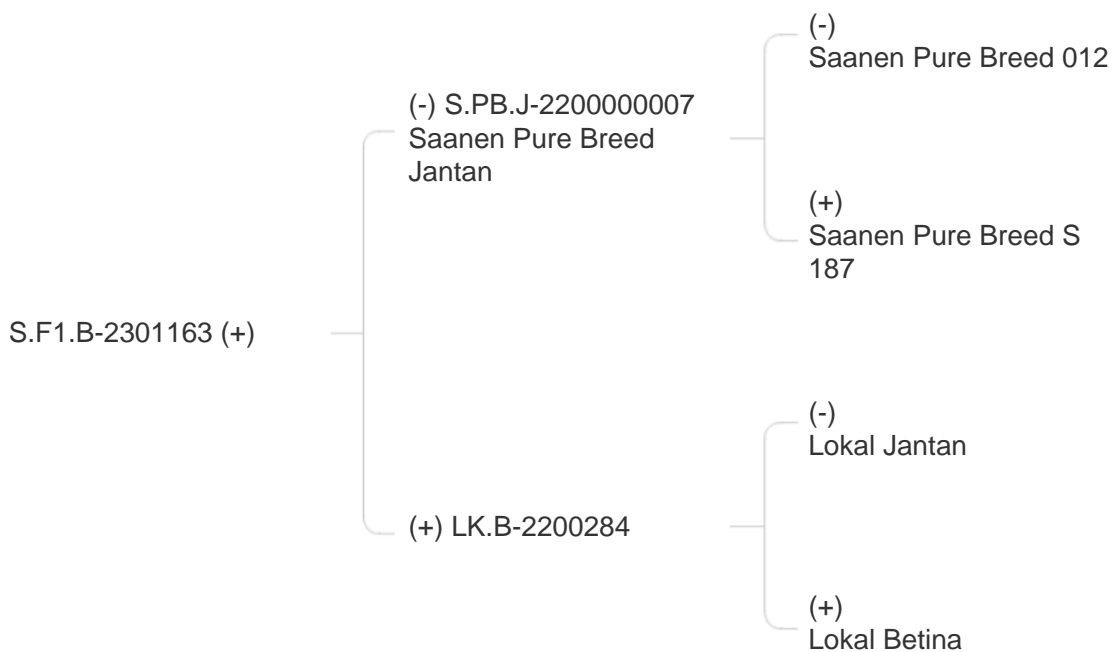 (-)
Saanen Pure Breed 012
(-) S.PB.J-2200000007
Saanen Pure Breed
Jantan
(+)
Saanen Pure Breed S
187
S.F1.B-2301163 (+)
(-)
Lokal Jantan
(+) LK.B-2200284
(+)
Lokal Betina